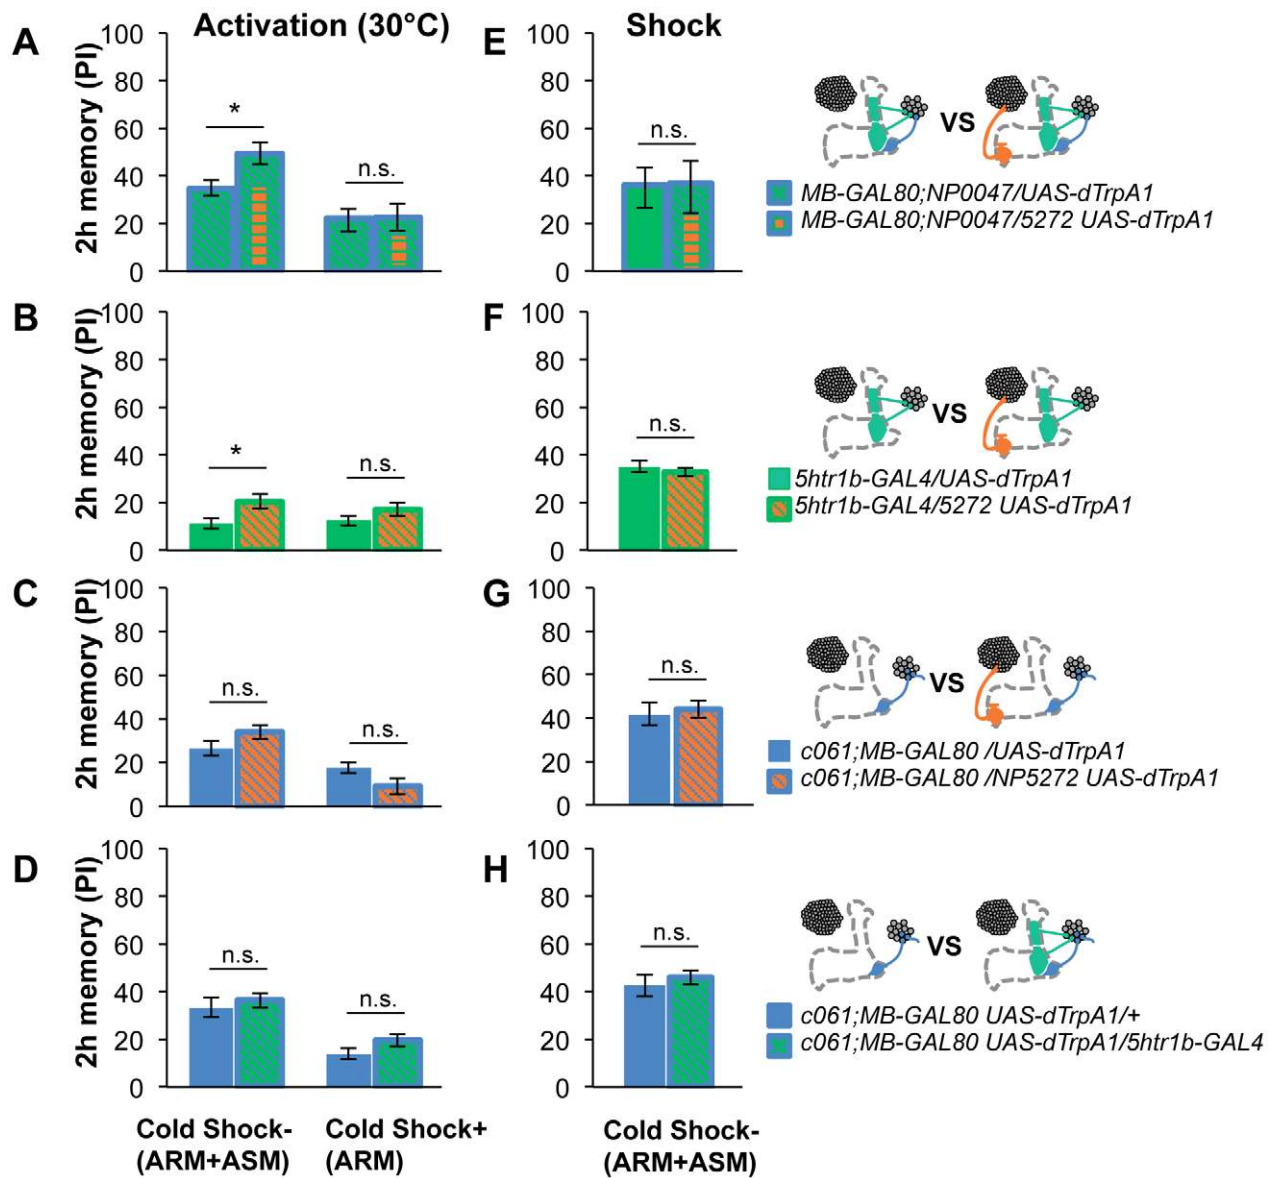 Activation (30°C)
Shock
A
2h memory (PI)
100
80
60
40
20
0
*
n.s.
E
100
80
60
40
20
0
n.s.
VS
MB-GAL80;NP0047/UAS-dTrpA1
MB-GAL80;NP0047/5272 UAS-dTrpA1
B
2h memory (PI)
100
80
60
40
20
0
*
n.s.
F
100
80
60
40
20
0
n.s.
VS
5htr1b-GAL4/UAS-dTrpA1
5htr1b-GAL4/5272 UAS-dTrpA1
C
2h memory (PI)
100
80
60
40
20
0
n.s.
n.s.
G
100
80
60
40
20
0
n.s.
VS
c061;MB-GAL80 /UAS-dTrpA1
c061;MB-GAL80 /NP5272 UAS-dTrpA1
D
2h memory (PI)
100
80
60
40
20
0
n.s.
n.s.
H
100
80
60
40
20
0
n.s.
VS
c061;MB-GAL80 UAS-dTrpA1/+
c061;MB-GAL80 UAS-dTrpA1/5htr1b-GAL4
Cold Shock-
(ARM+ASM)
Cold Shock+
(ARM)
Cold Shock-
(ARM+ASM)